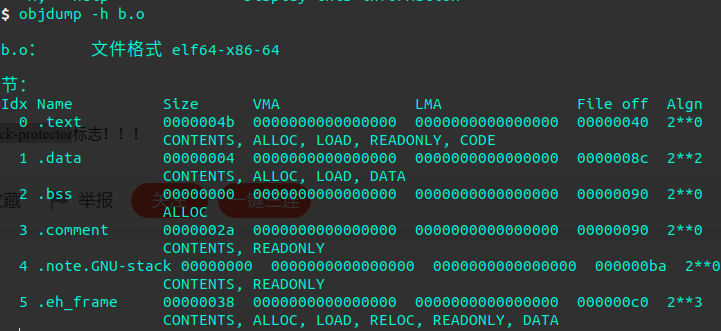 $ objdump -h b.o
b.o： 文件格式 elf64-x86-64
节：
Idx Name Size VMA LMA File off Algn
0 .text 0000004b 0000000000000000 0000000000000000 00000040 2**0
ck-protector标志！！！
CONTENTS, ALLOC, LOAD, READONLY, CODE
1 .data 00000004 0000000000000000 0000000000000000 0000008c 2**2
CONTENTS, ALLOC, LOAD, DATA
2 .bss 00000000 0000000000000000 0000000000000000 00000090 2**0
举报
ALLOC
3 .comment 0000002a 0000000000000000 0000000000000000 00000090 2**0
CONTENTS, READONLY
4 .note.GNU-stack 00000000 0000000000000000 0000000000000000 000000ba 2**0
CONTENTS, READONLY
5 .eh_frame 00000038 0000000000000000 0000000000000000 000000c0 2**3
CONTENTS, ALLOC, LOAD, RELOC, READONLY, DATA